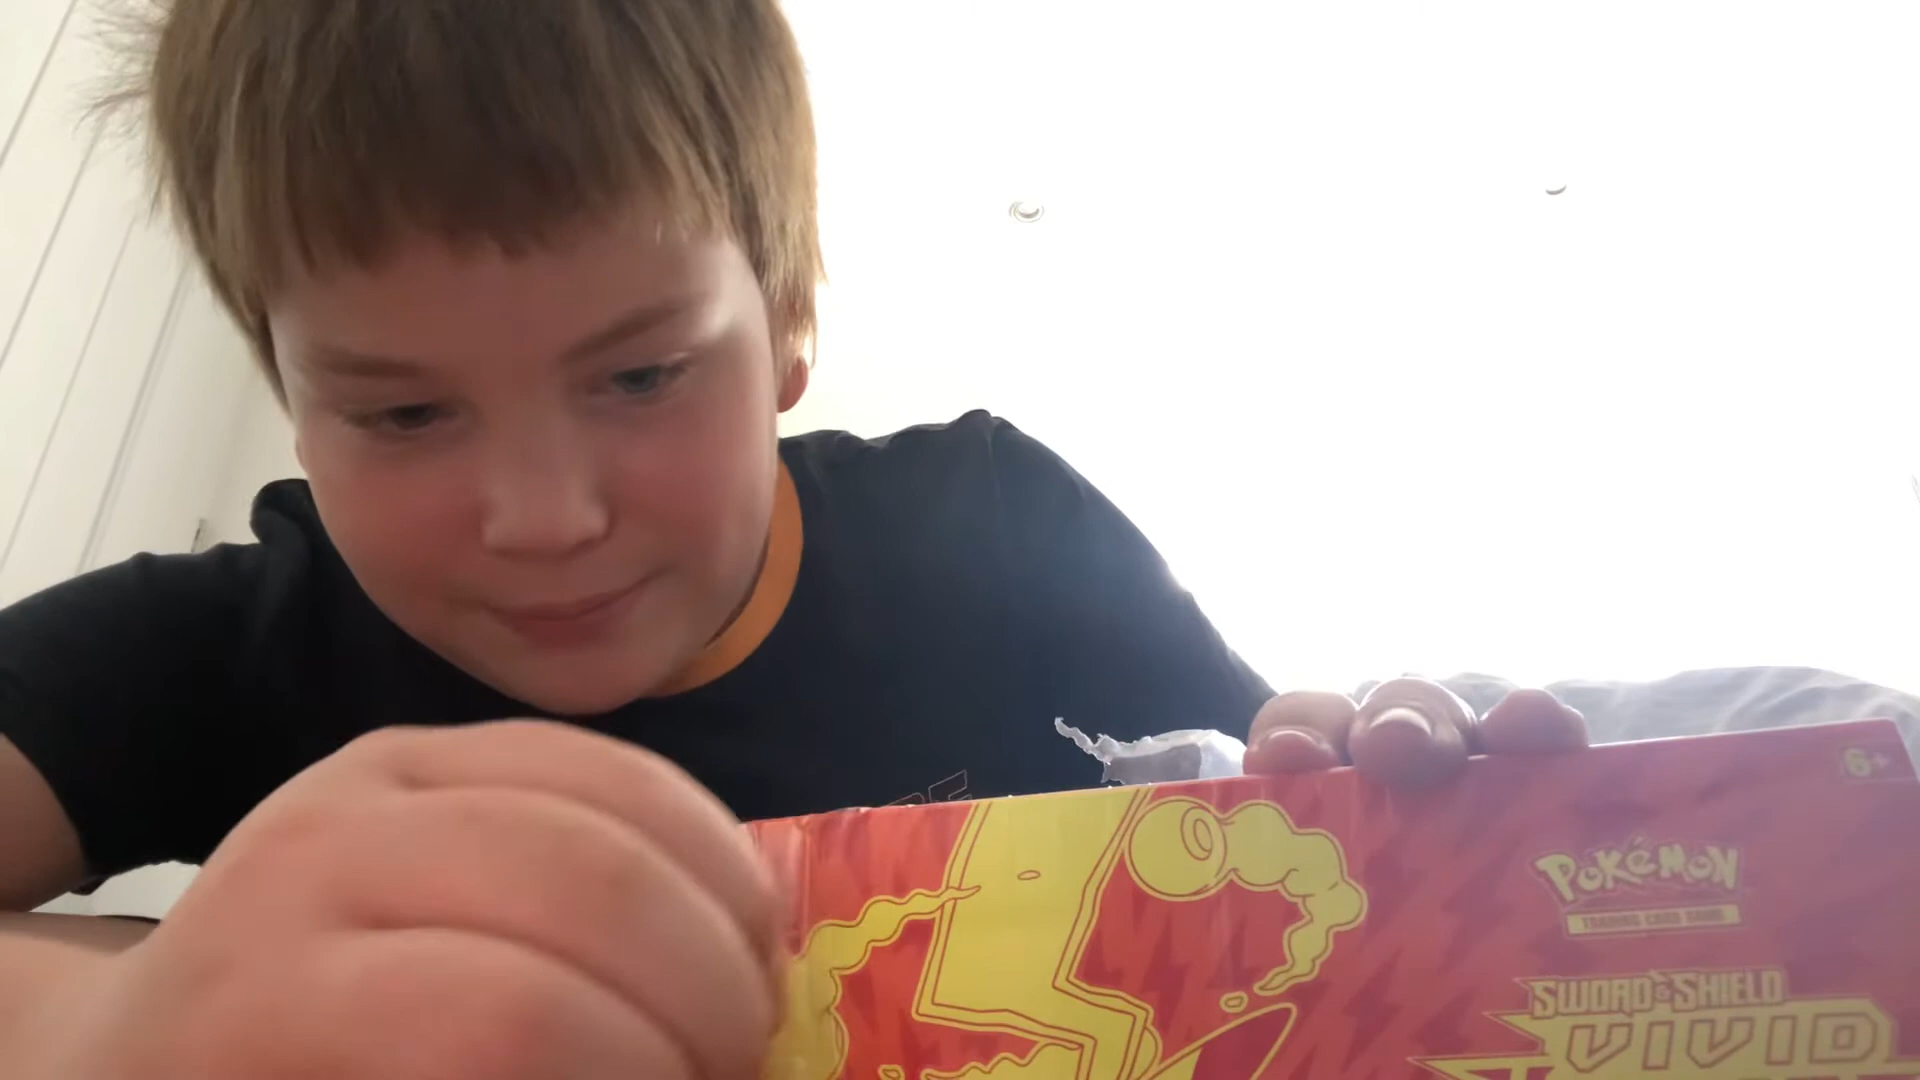 6+
POKéMON
TRADING CARD GAME
SWORD & SHIELD
VIVID